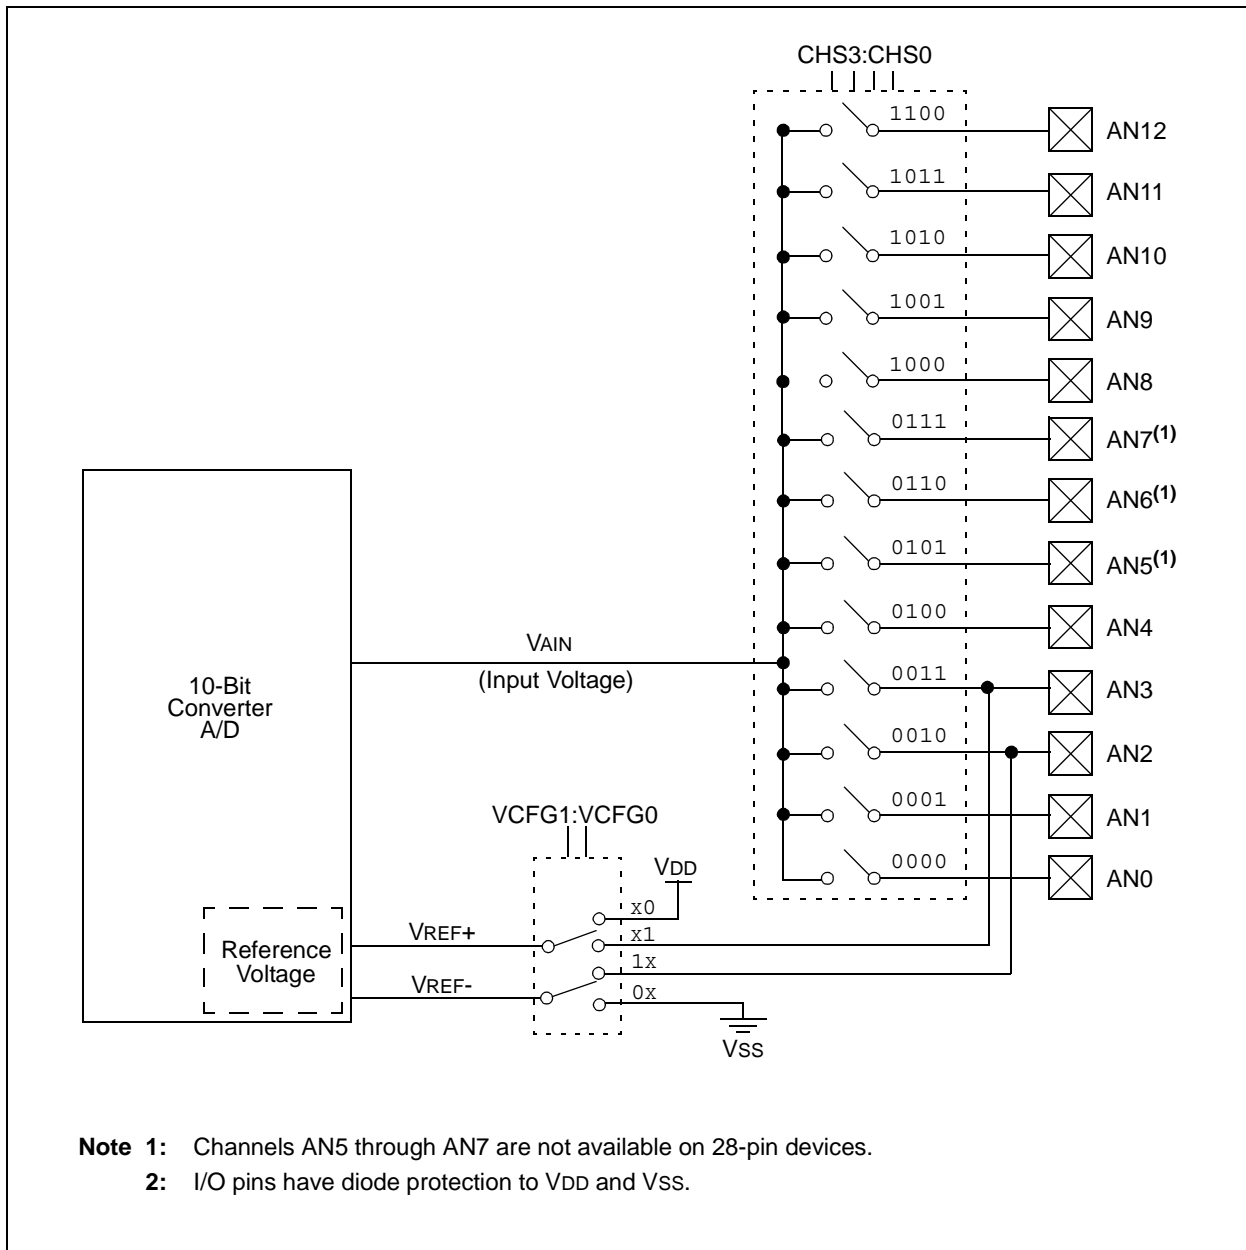 CHS3:CHS0
1100 AN12
1011 AN11
1010 AN10
1001 AN9
1000 AN8
0111 AN7(1)
0110 AN6(1)
0101 AN5(1)
0100 AN4
VAIN
(Input Voltage)
0011 AN3
10-Bit
Converter
A/D
0010 AN2
0001 AN1
VCFG1:VCFG0
0000 AN0
VDD
x0
VREF+
x1
Reference
Voltage
1x
VREF-
0x
VSS
Note 1: Channels AN5 through AN7 are not available on 28-pin devices.
2: I/O pins have diode protection to VDD and VSS.